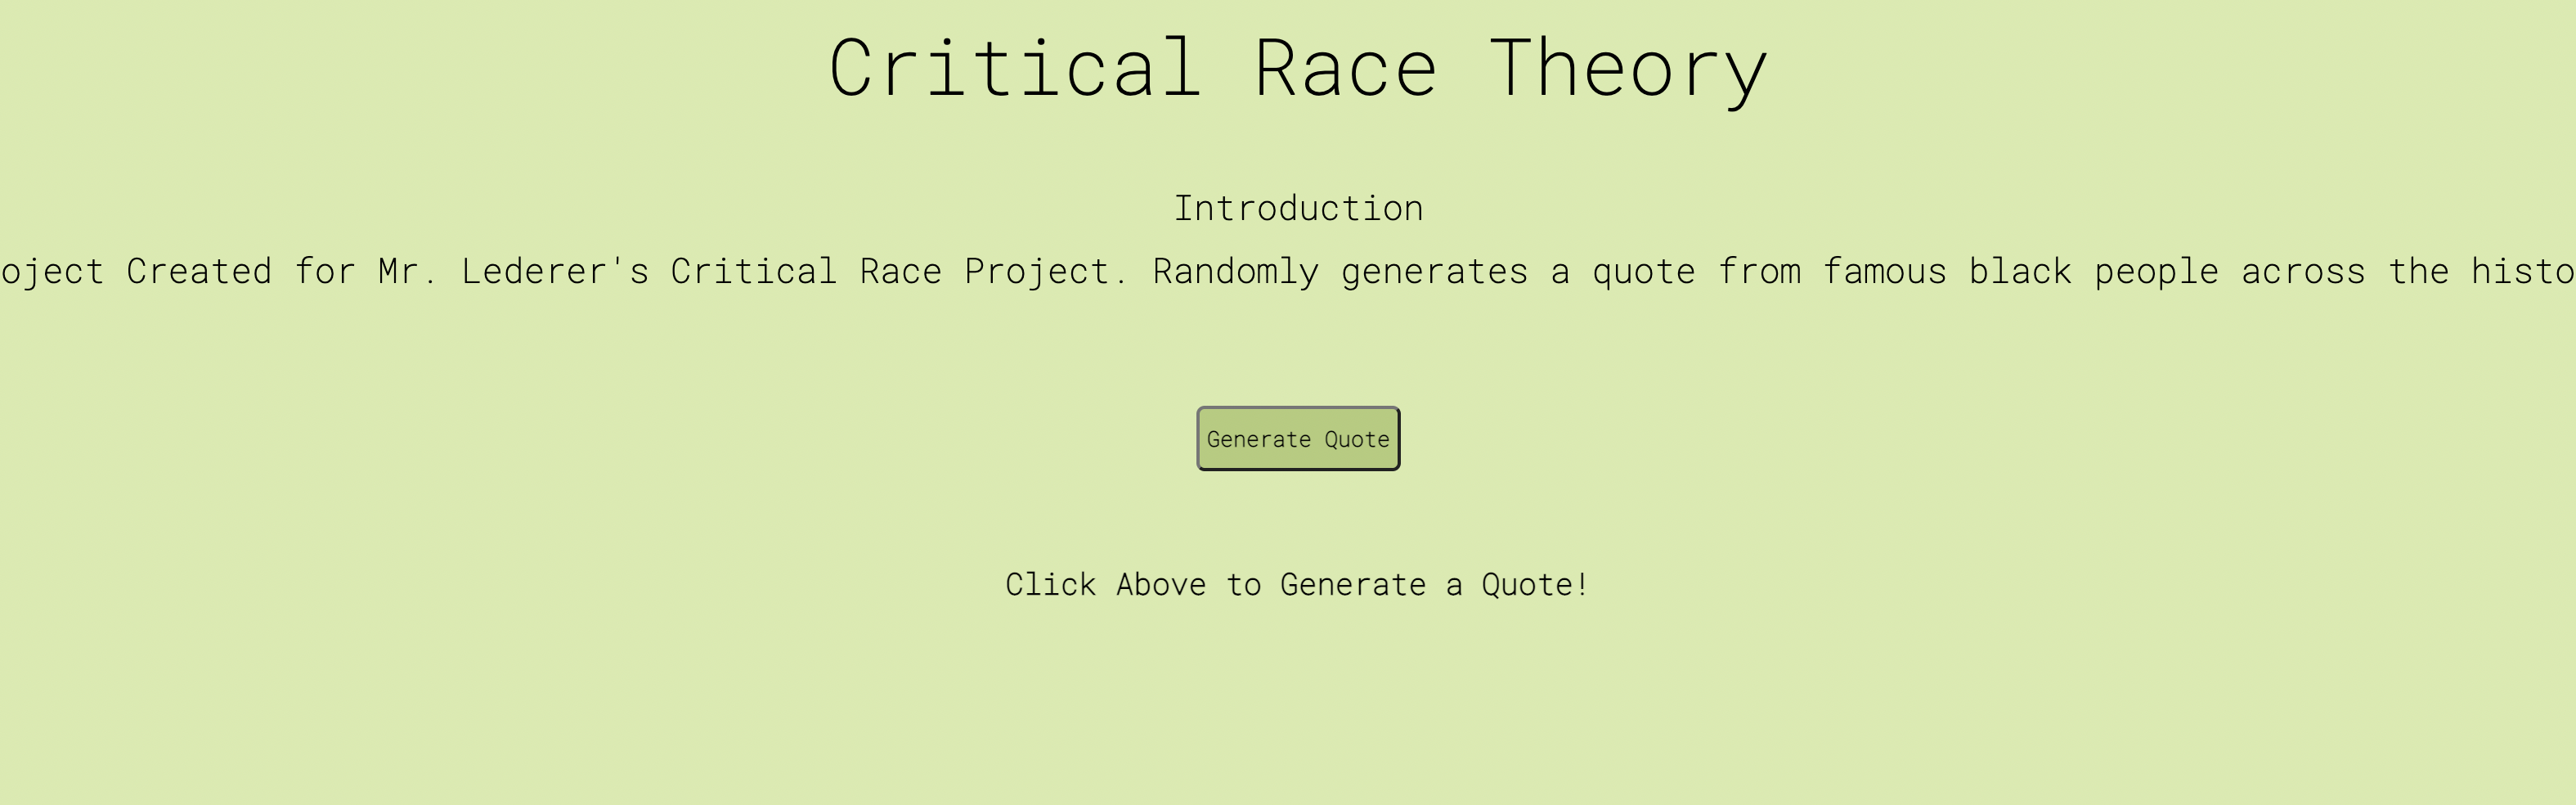 Critical Race Theory
Introduction
oject Created for Mr. Lederer's Critical Race Project. Randomly generates a quote from famous black people across the histo
Generate Quote
Click Above to Generate a Quote!